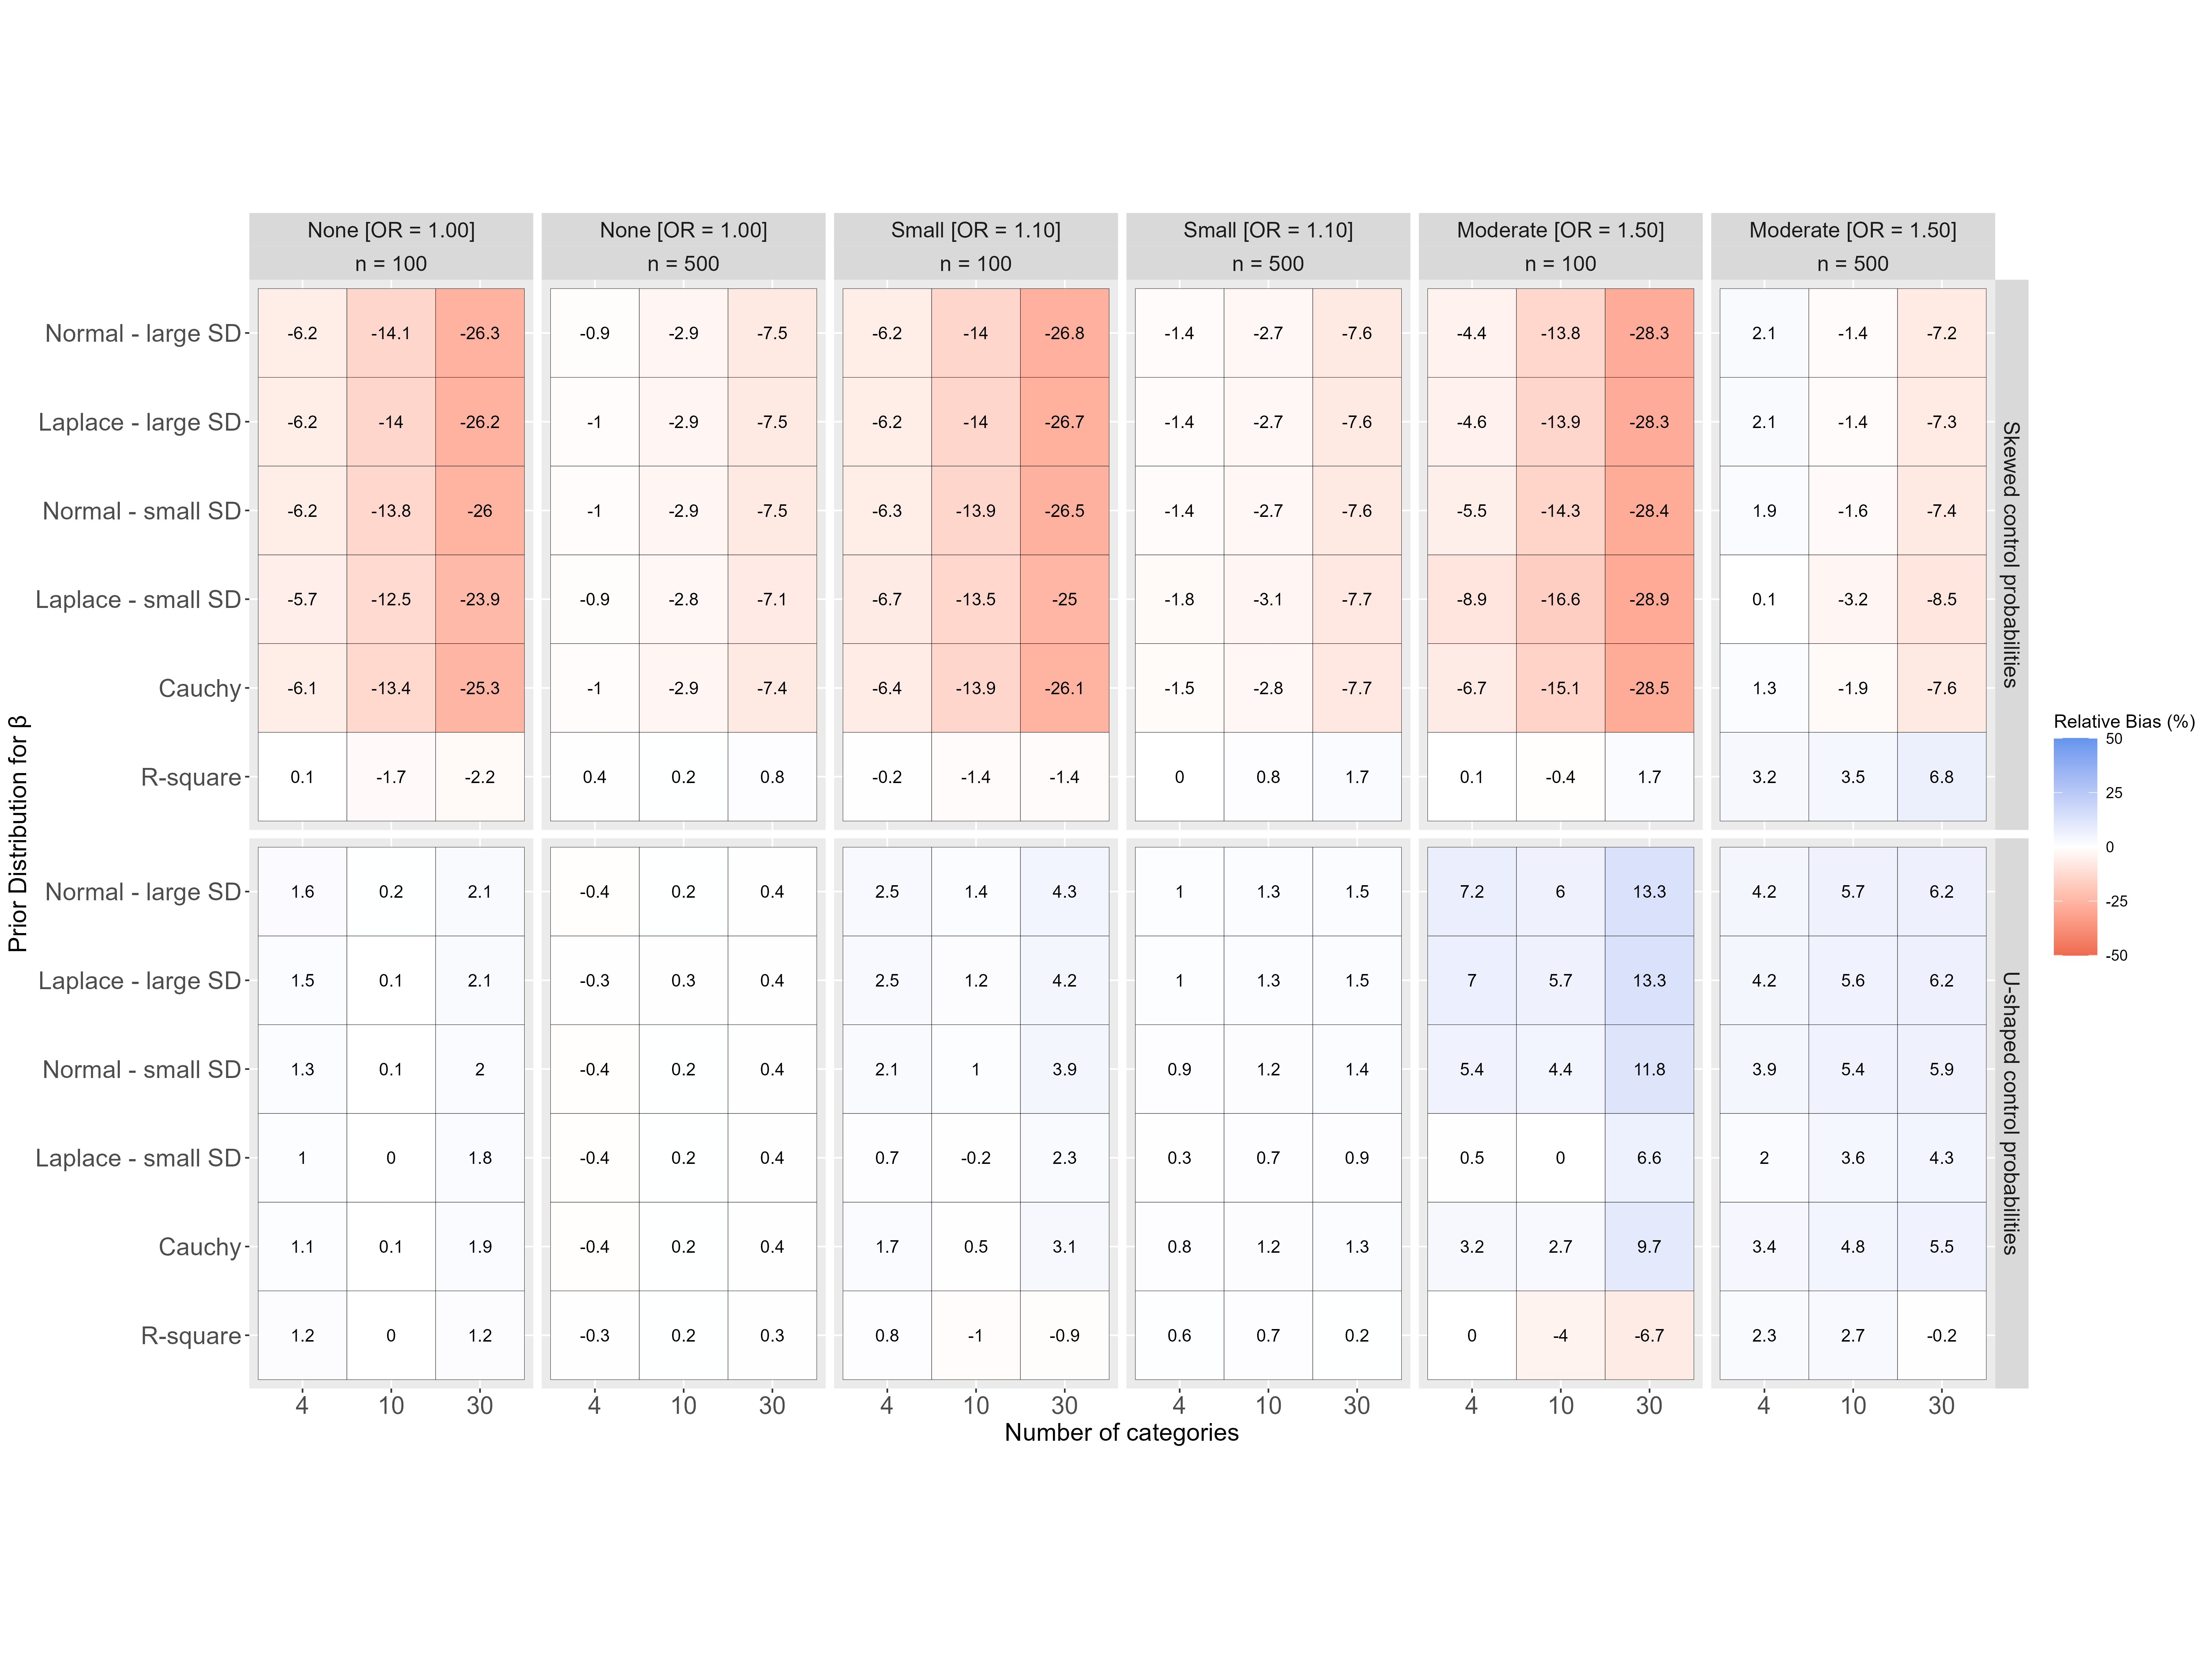 None [OR = 1.00] None [OR = 1.00] Small [OR = 1.10] Small [OR = 1.10] Moderate [OR = 1.50] Moderate [OR = 1.50]
n = 100 n = 500 n = 100 n = 500 n = 100 n = 500
Normal - large SD -6.2 -14.1 -26.3 -0.9 -2.9 -7.5 -6.2 -14 -26.8 -1.4 -2.7 -7.6 -4.4 -13.8 -28.3 2.1 -1.4 -7.2
Laplace - large SD -6.2 -14 -26.2 -1 -2.9 -7.5 -6.2 -14 -26.7 -1.4 -2.7 -7.6 -4.6 -13.9 -28.3 2.1 -1.4 -7.3
Normal - small SD -6.2 -13.8 -26 -1 -2.9 -7.5 -6.3 -13.9 -26.5 -1.4 -2.7 -7.6 -5.5 -14.3 -28.4 1.9 -1.6 -7.4
Laplace - small SD -5.7 -12.5 -23.9 -0.9 -2.8 -7.1 -6.7 -13.5 -25 -1.8 -3.1 -7.7 -8.9 -16.6 -28.9 0.1 -3.2 -8.5
Cauchy -6.1 -13.4 -25.3 -1 -2.9 -7.4 -6.4 -13.9 -26.1 -1.5 -2.8 -7.7 -6.7 -15.1 -28.5 1.3 -1.9 -7.6
R-square 0.1 -1.7 -2.2 0.4 0.2 0.8 -0.2 -1.4 -1.4 0 0.8 1.7 0.1 -0.4 1.7 3.2 3.5 6.8
Skewed control probabilities
Normal - large SD 1.6 0.2 2.1 -0.4 0.2 0.4 2.5 1.4 4.3 1 1.3 1.5 7.2 6 13.3 4.2 5.7 6.2
Laplace - large SD 1.5 0.1 2.1 -0.3 0.3 0.4 2.5 1.2 4.2 1 1.3 1.5 7 5.7 13.3 4.2 5.6 6.2
Normal - small SD 1.3 0.1 2 -0.4 0.2 0.4 2.1 1 3.9 0.9 1.2 1.4 5.4 4.4 11.8 3.9 5.4 5.9
Laplace - small SD 1 0 1.8 -0.4 0.2 0.4 0.7 -0.2 2.3 0.3 0.7 0.9 0.5 0 6.6 2 3.6 4.3
Cauchy 1.1 0.1 1.9 -0.4 0.2 0.4 1.7 0.5 3.1 0.8 1.2 1.3 3.2 2.7 9.7 3.4 4.8 5.5
R-square 1.2 0 1.2 -0.3 0.2 0.3 0.8 -1 -0.9 0.6 0.7 0.2 0 -4 -6.7 2.3 2.7 -0.2
U-shaped control probabilities
4 10 30 4 10 30 4 10 30 4 10 30 4 10 30 4 10 30
Number of categories
Prior Distribution for β
Relative Bias (%)
50
25
0
-25
-50